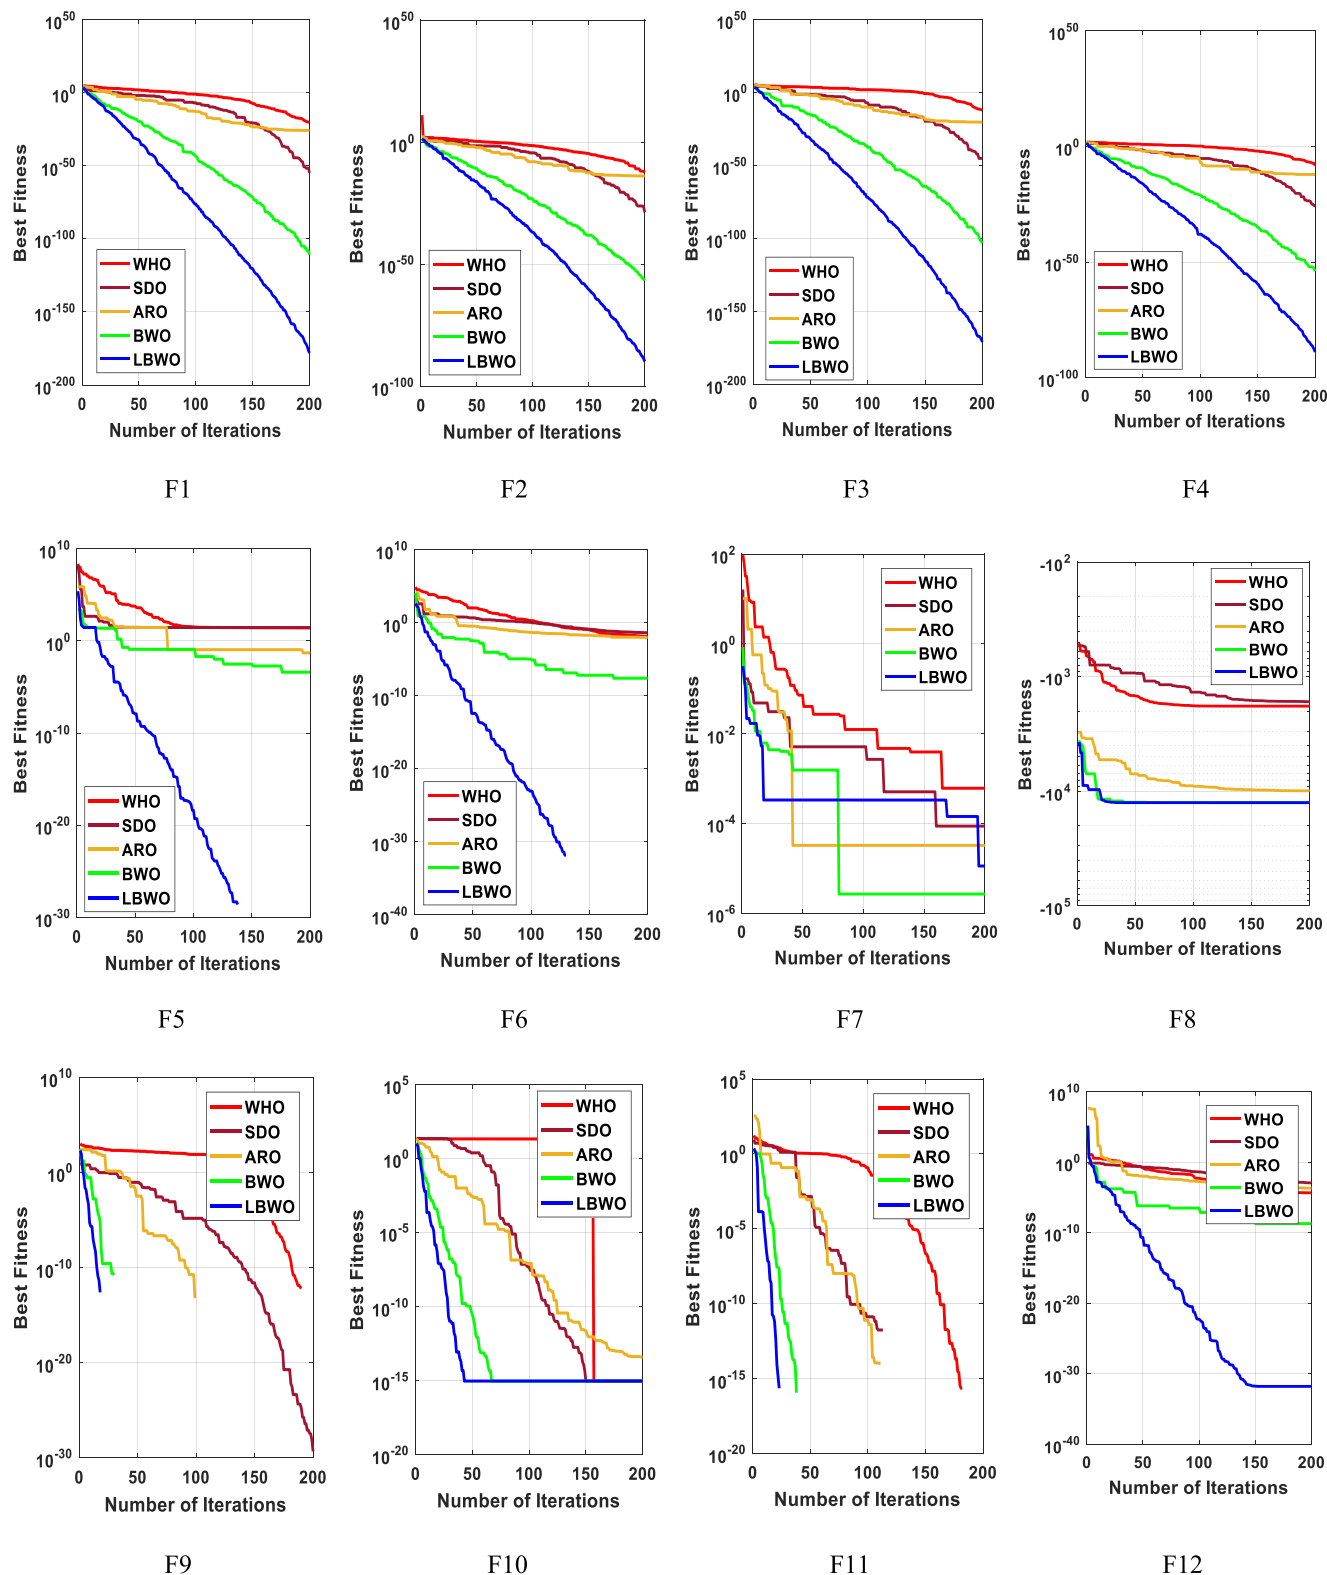 10^50
10^0
10^-50
10^-100
10^-150
10^-200
Best Fitness
WHO
SDO
ARO
BWO
LBWO
0 50 100 150 200
Number of Iterations
F1
10^50
10^0
10^-50
10^-100
Best Fitness
WHO
SDO
ARO
BWO
LBWO
0 50 100 150 200
Number of Iterations
F2
10^50
10^0
10^-50
10^-100
10^-150
10^-200
Best Fitness
WHO
SDO
ARO
BWO
LBWO
0 50 100 150 200
Number of Iterations
F3
10^50
10^0
10^-50
10^-100
Best Fitness
WHO
SDO
ARO
BWO
LBWO
0 50 100 150 200
Number of Iterations
F4
10^10
10^0
10^-10
10^-20
10^-30
Best Fitness
WHO
SDO
ARO
BWO
LBWO
0 50 100 150 200
Number of Iterations
F5
10^10
10^0
10^-10
10^-20
10^-30
10^-40
Best Fitness
WHO
SDO
ARO
BWO
LBWO
0 50 100 150 200
Number of Iterations
F6
10^2
10^0
10^-2
10^-4
10^-6
Best Fitness
WHO
SDO
ARO
BWO
LBWO
0 50 100 150 200
Number of Iterations
F7
-10^2
-10^3
-10^4
-10^5
Best Fitness
WHO
SDO
ARO
BWO
LBWO
0 50 100 150 200
Number of Iterations
F8
10^10
10^0
10^-10
10^-20
10^-30
Best Fitness
WHO
SDO
ARO
BWO
LBWO
0 50 100 150 200
Number of Iterations
F9
10^5
10^0
10^-5
10^-10
10^-15
10^-20
Best Fitness
WHO
SDO
ARO
BWO
LBWO
0 50 100 150 200
Number of Iterations
F10
10^5
10^0
10^-5
10^-10
10^-15
10^-20
Best Fitness
WHO
SDO
ARO
BWO
LBWO
0 50 100 150 200
Number of Iterations
F11
10^10
10^0
10^-10
10^-20
10^-30
10^-40
Best Fitness
WHO
SDO
ARO
BWO
LBWO
0 50 100 150 200
Number of Iterations
F12